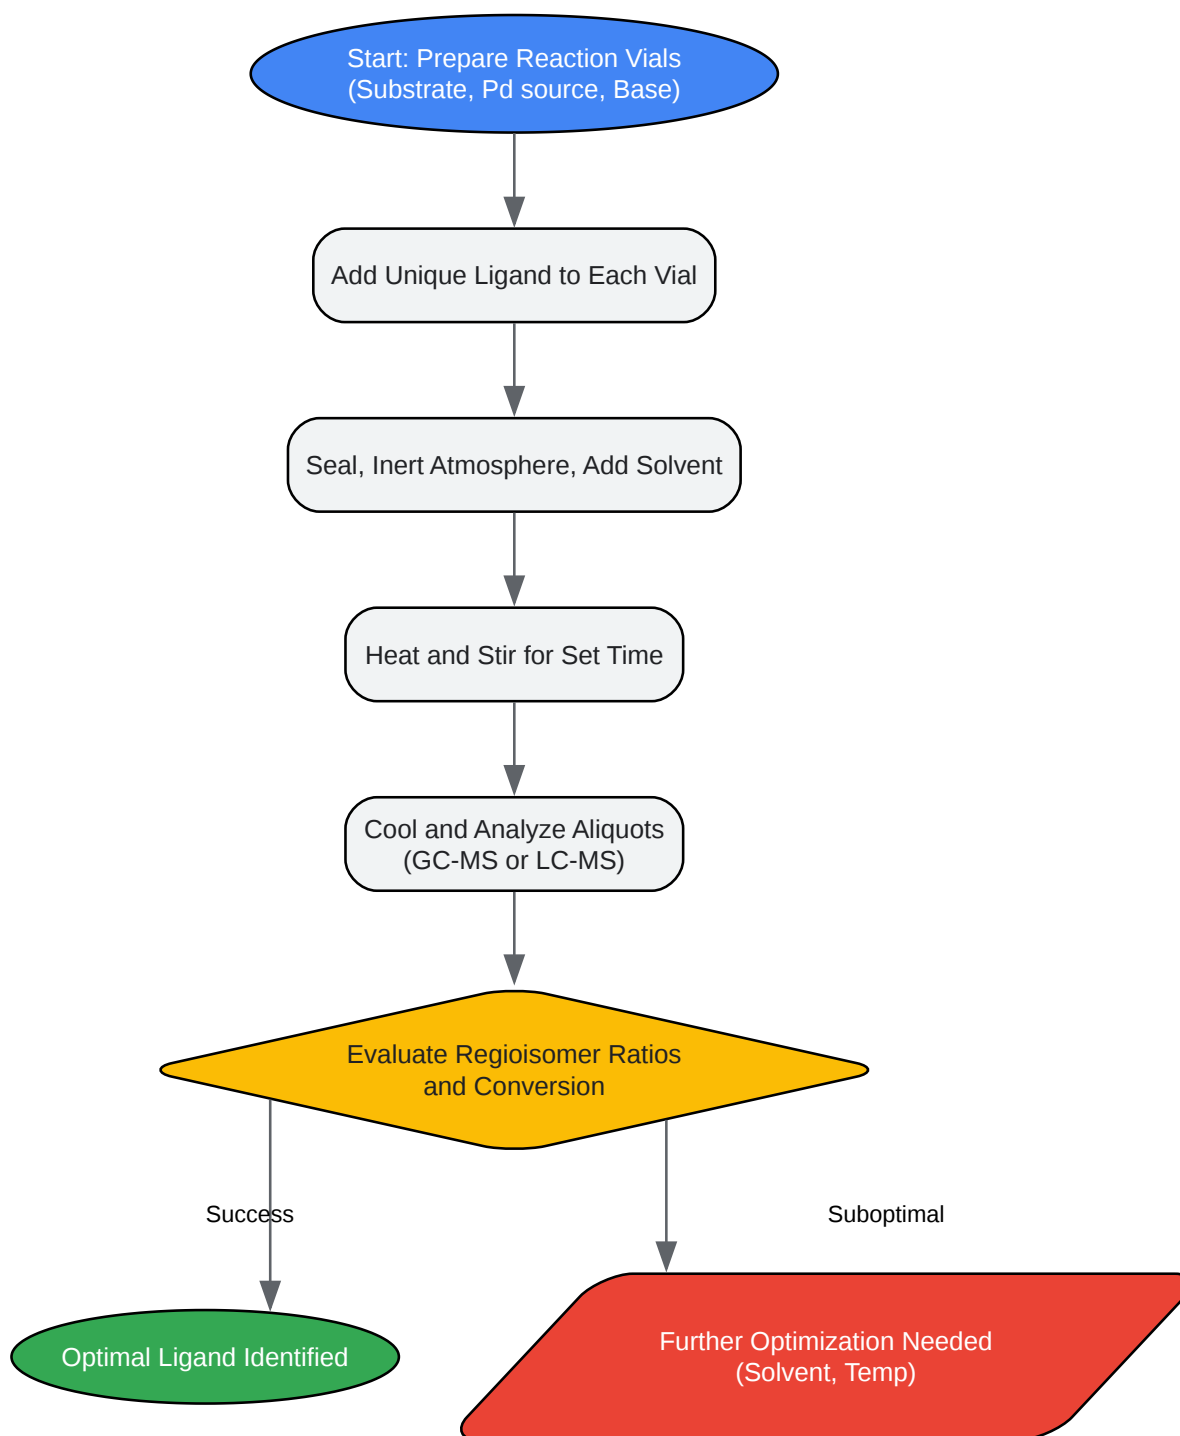 Start: Prepare Reaction Vials
(Substrate, Pd source, Base)
Add Unique Ligand to Each Vial
Seal, Inert Atmosphere, Add Solvent
Heat and Stir for Set Time
Cool and Analyze Aliquots
(GC-MS or LC-MS)
Evaluate Regioisomer Ratios
and Conversion
Success
Suboptimal
Optimal Ligand Identified
Further Optimization Needed
(Solvent, Temp)